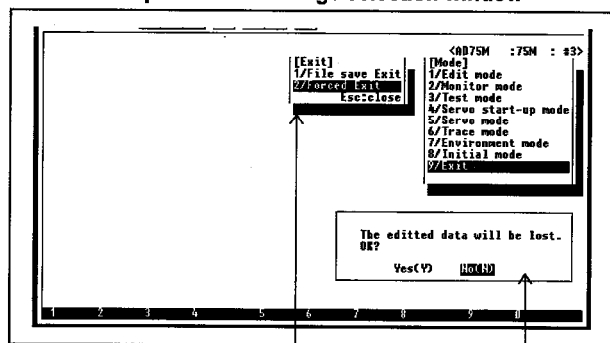 <AD75M :75M : #3>
[Exit]
1/File save Exit
2/Forced Exit
Esc:close
[Mode]
1/Edit mode
2/Monitor mode
3/Test mode
4/Servo start-up mode
5/Servo mode
6/Trace mode
7/Environment mode
8/Initial mode
9/Exit
The editted data will be lost.
OK?
Yes(Y) No(N)
1 2 3 4 5 6 7 8 9 0